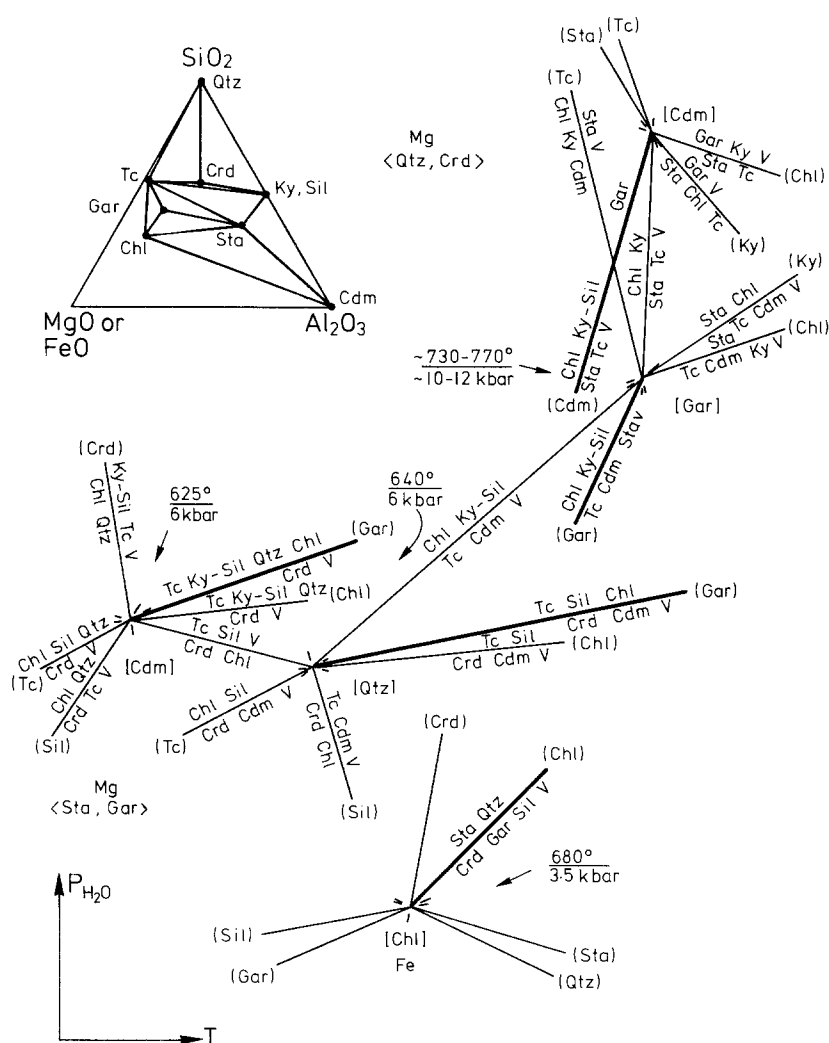 SiO2
Qtz
Tc
Crd
Ky, Sil
Gar
Chl
Sta
Cdm
MgO or
FeO
Al2O3
Mg
<Qtz, Crd>
(Sta)
(Tc)
(Tc)
[Cdm]
Sta V
Chl Ky Cdm
Gar Ky V
Sta Tc
(Chl)
Gar V
Sta Chl Tc
(Ky)
Gar
Chl Ky-Sil
Sta Tc V
(Cdm)
Chl Ky
Sta Tc V
~730-770°
~10-12 kbar
(Ky)
Sta Chl
Sta Tc Cdm V
(Chl)
Tc Cdm Ky V
[Gar]
Chl Ky-Sil
Tc Cdm Sta V
(Gar)
(Crd)
Ky-Sil Tc V
Chl Qtz
625°
6 kbar
640°
6 kbar
Chl Ky-Sil
Tc Cdm V
(Gar)
Tc Ky-Sil Qtz Chl
Crd V
Tc Ky-Sil Qtz
Crd V
(Chl)
Tc Sil V
Crd Chl
[Cdm]
Chl Sil Qtz
Crd V
(Tc)
Chl Qtz
Crd Tc V
(Sil)
Tc Sil Chl
Crd Cdm V
(Gar)
Tc Sil
Crd Cdm V
(Chl)
[Qtz]
Chl Sil
Crd Cdm V
(Tc)
Tc Cdm V
Crd Chl
(Sil)
Mg
<Sta, Gar>
(Crd)
(Chl)
Sta Qtz
Crd Gar Sil V
680°
3.5 kbar
(Sil)
(Gar)
[Chl]
Fe
(Sta)
(Qtz)
PH2O
T